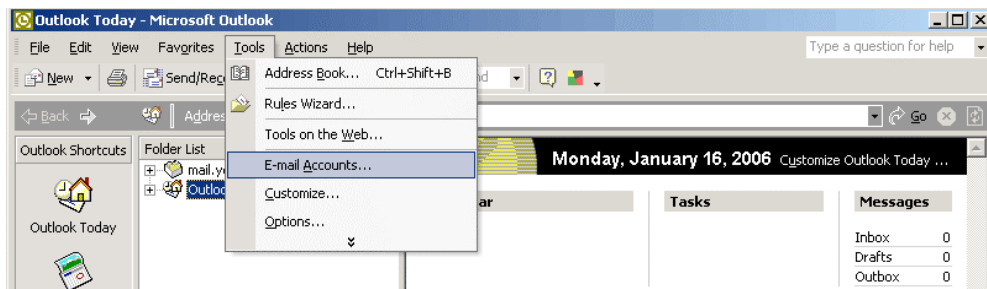 Outlook Today - Microsoft Outlook
File Edit View Favorites Tools Actions Help Type a question for help
New Send/Rec
Address Book... Ctrl+Shift+B
Rules Wizard...
Tools on the Web...
E-mail Accounts...
Customize...
Options...
Back Addres Go
Outlook Shortcuts
Outlook Today
Folder List
mail.y
Outloo
Monday, January 16, 2006 Customize Outlook Today ...
ar Tasks Messages
Inbox 0
Drafts 0
Outbox 0